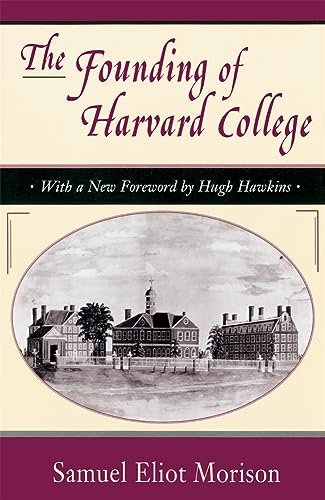 The
Founding of
Harvard College
• With a New Foreword by Hugh Hawkins •
Samuel Eliot Morison